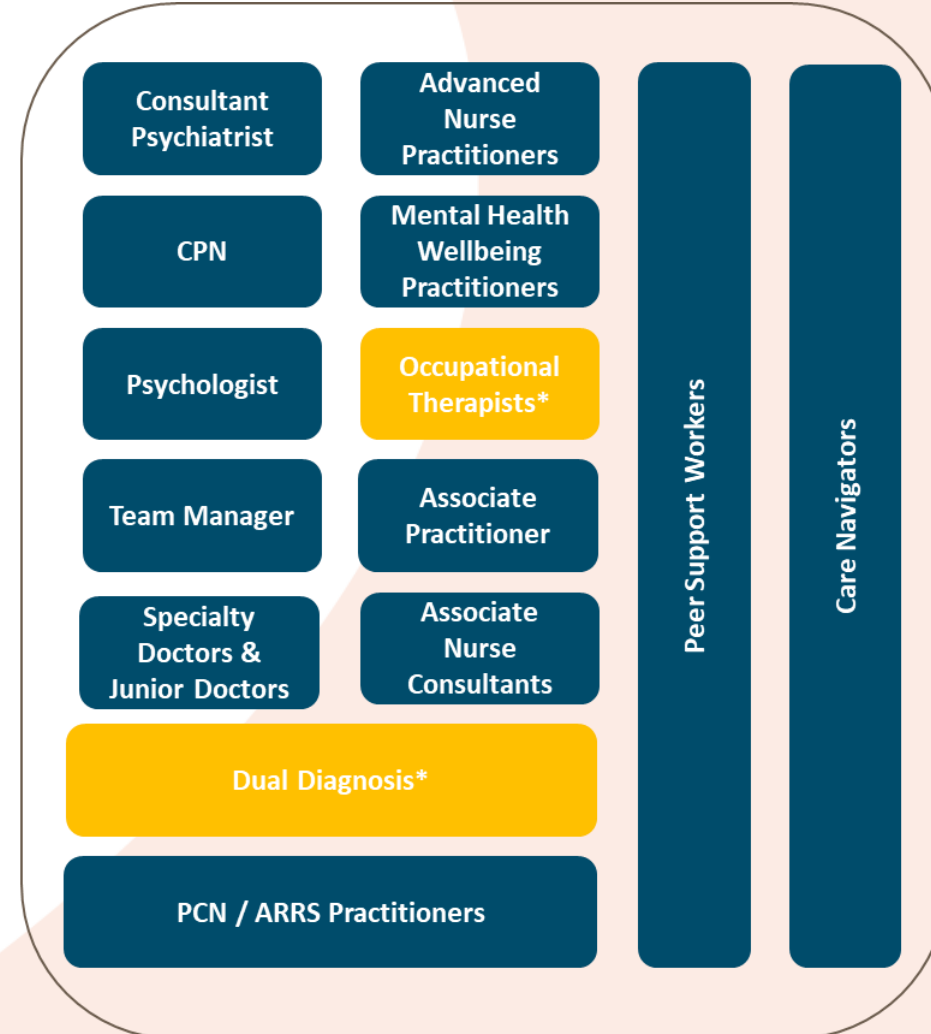 Consultant
Psychiatrist
Advanced
Nurse
Practitioners
CPN
Mental Health
Wellbeing
Practitioners
Psychologist
Occupational
Therapists*
Team Manager
Associate
Practitioner
Specialty
Doctors &
Junior Doctors
Associate
Nurse
Consultants
Dual Diagnosis*
PCN / ARRS Practitioners
Peer Support Workers
Care Navigators